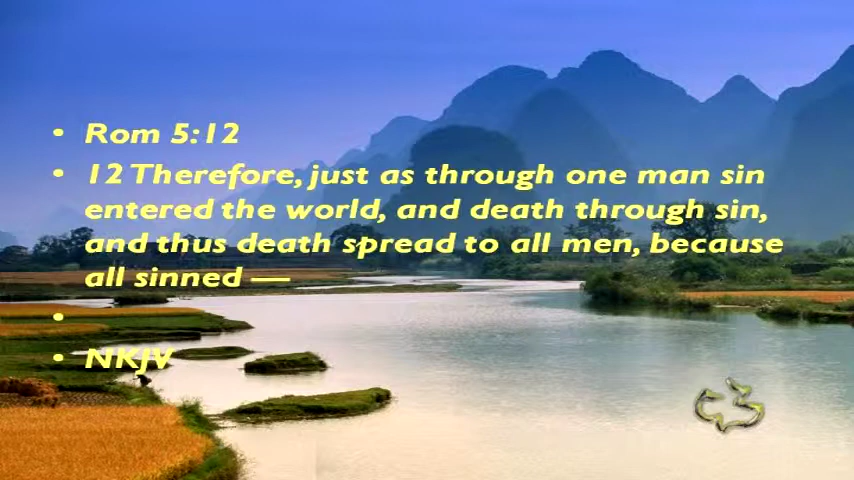 • Rom 5:12
• 12 Therefore, just as through one man sin
entered the world, and death through sin,
and thus death spread to all men, because
all sinned —
•
• NKJV